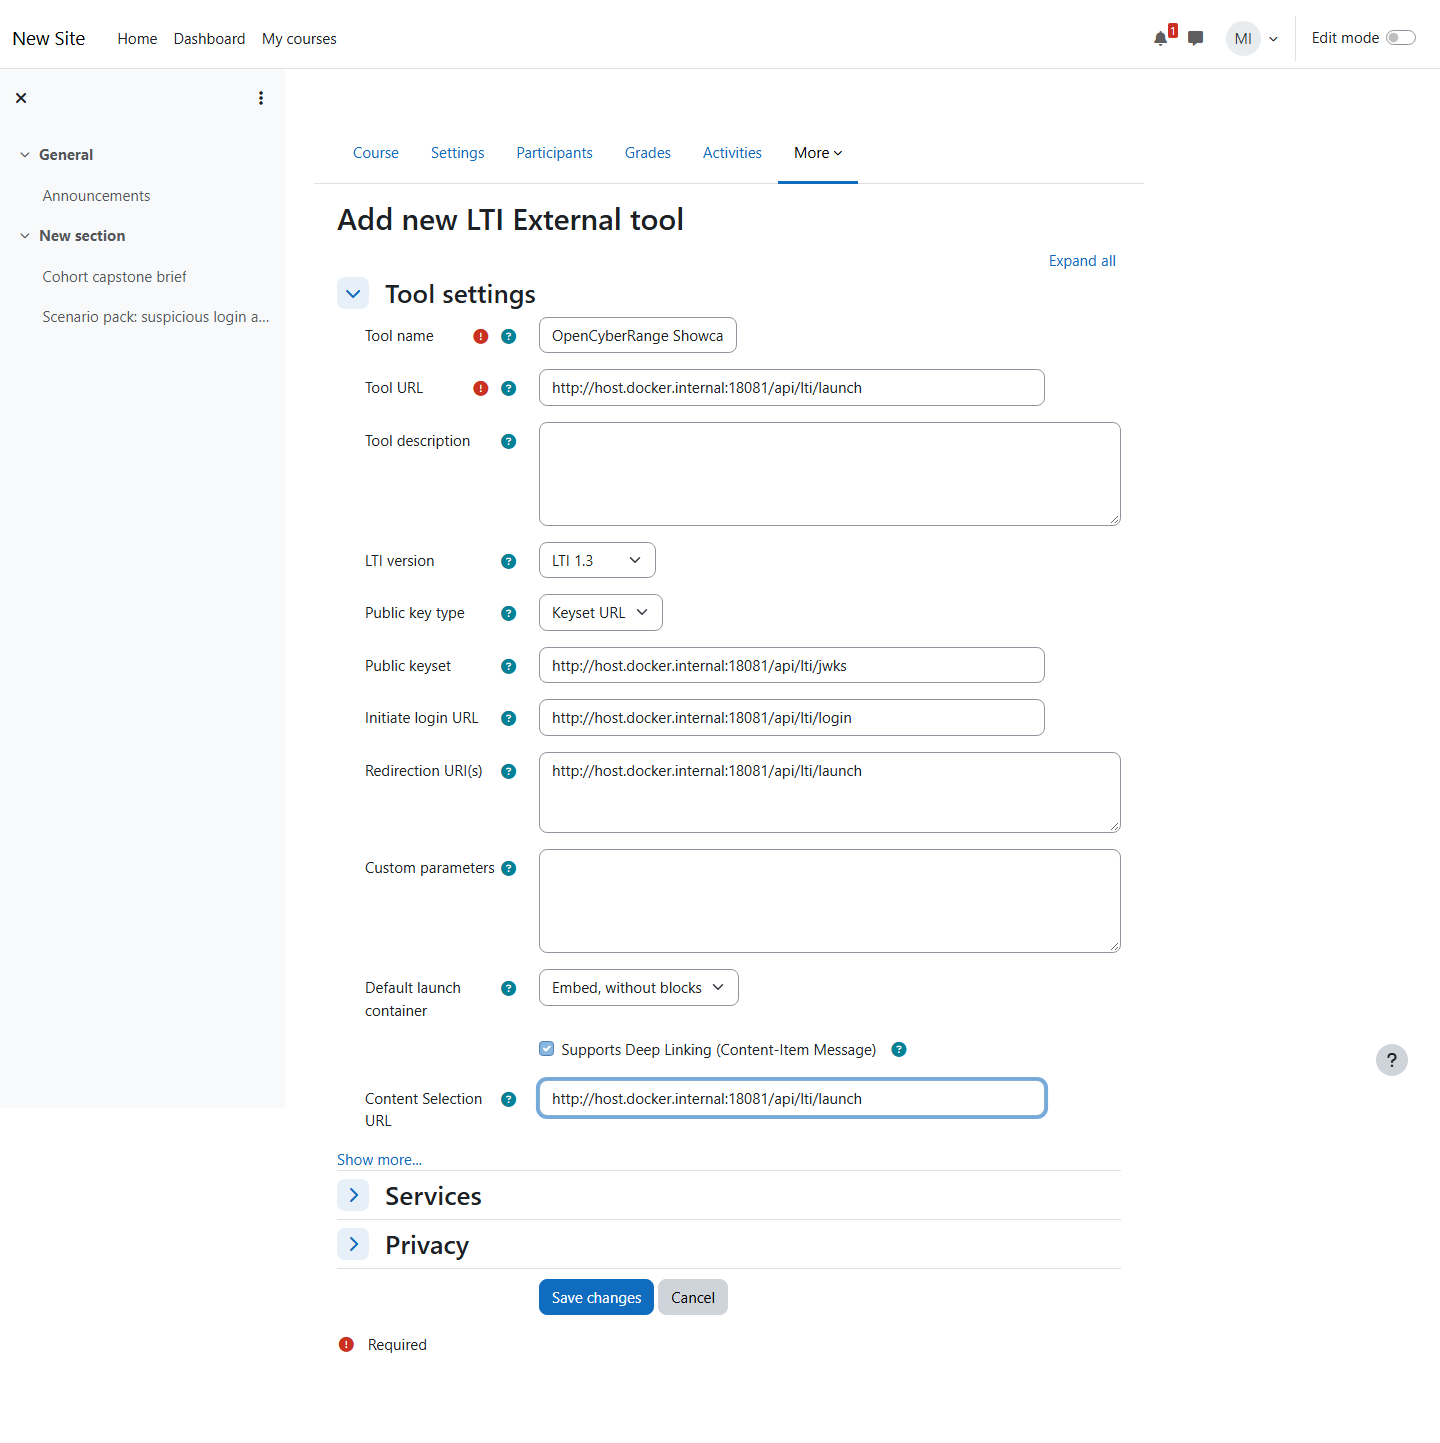 New Site
Home
Dashboard
My courses
1
MI
Edit mode
General
Announcements
New section
Cohort capstone brief
Scenario pack: suspicious login a...
Course
Settings
Participants
Grades
Activities
More
Add new LTI External tool
Expand all
Tool settings
Tool name
OpenCyberRange Showca
Tool URL
http://host.docker.internal:18081/api/lti/launch
Tool description
LTI version
LTI 1.3
Public key type
Keyset URL
Public keyset
http://host.docker.internal:18081/api/lti/jwks
Initiate login URL
http://host.docker.internal:18081/api/lti/login
Redirection URI(s)
http://host.docker.internal:18081/api/lti/launch
Custom parameters
Default launch
container
Embed, without blocks
Supports Deep Linking (Content-Item Message)
Content Selection
URL
http://host.docker.internal:18081/api/lti/launch
Show more...
Services
Privacy
Save changes
Cancel
Required
?